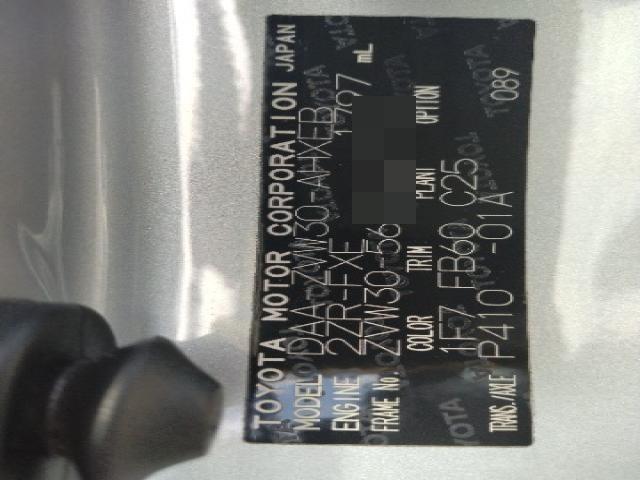 TOYOTA MOTOR CORPORATION JAPAN
MODEL DAA-ZVW30-AHXEB
ENGINE 2ZR-FXE 1797 mL
FRAME No. ZVW30-56
COLOR TRIM PLANT OPTION
1F7 FB60 C25
TRANS./AXLE P410 -01A 089